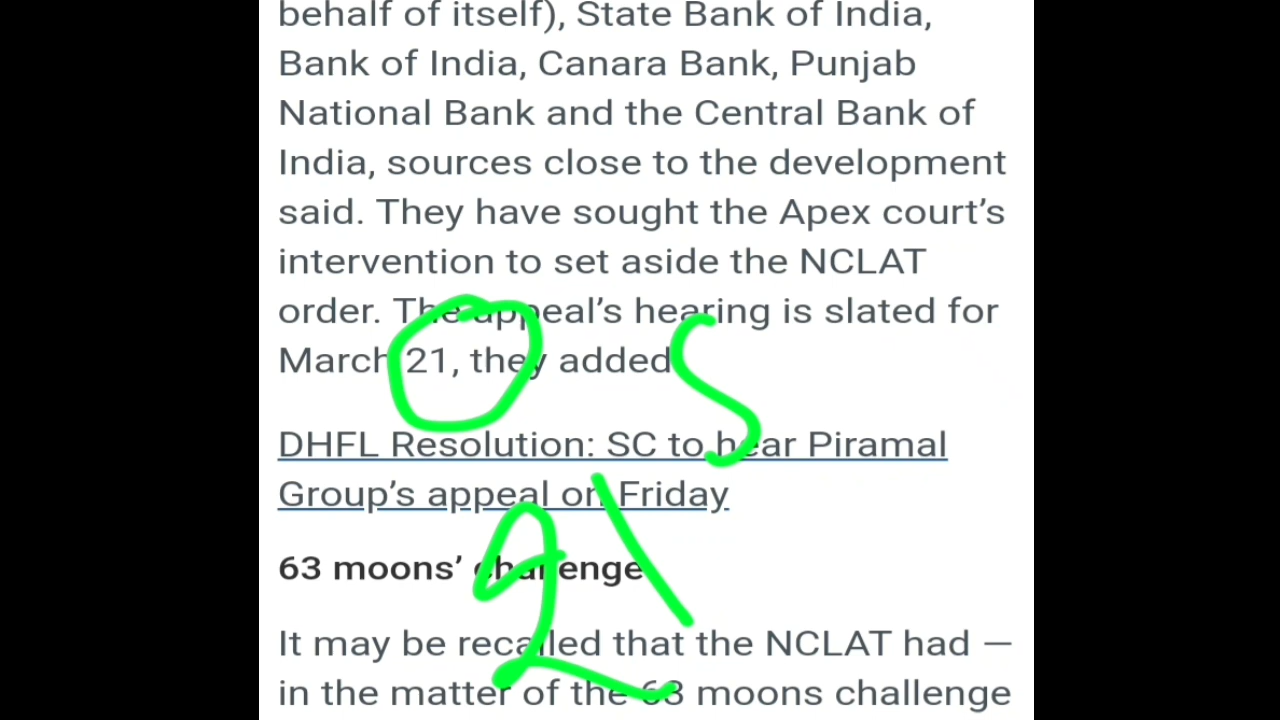 behalf of itself), State Bank of India,
Bank of India, Canara Bank, Punjab
National Bank and the Central Bank of
India, sources close to the development
said. They have sought the Apex court’s
intervention to set aside the NCLAT
order. The appeal’s hearing is slated for
March 21, they added
DHFL Resolution: SC to hear Piramal
Group’s appeal on Friday
63 moons’ challenge
It may be recalled that the NCLAT had —
in the matter of the 63 moons challenge
21